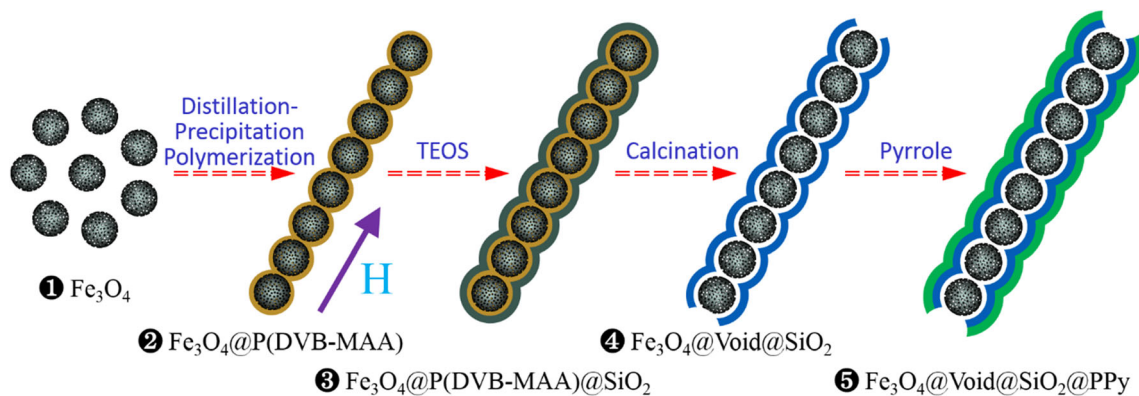 Distillation-
Precipitation
Polymerization
TEOS
Calcination
Pyrrole
H
❶ Fe₃O₄
❷ Fe₃O₄@P(DVB-MAA)
❸ Fe₃O₄@P(DVB-MAA)@SiO₂
❹ Fe₃O₄@Void@SiO₂
❺ Fe₃O₄@Void@SiO₂@PPy